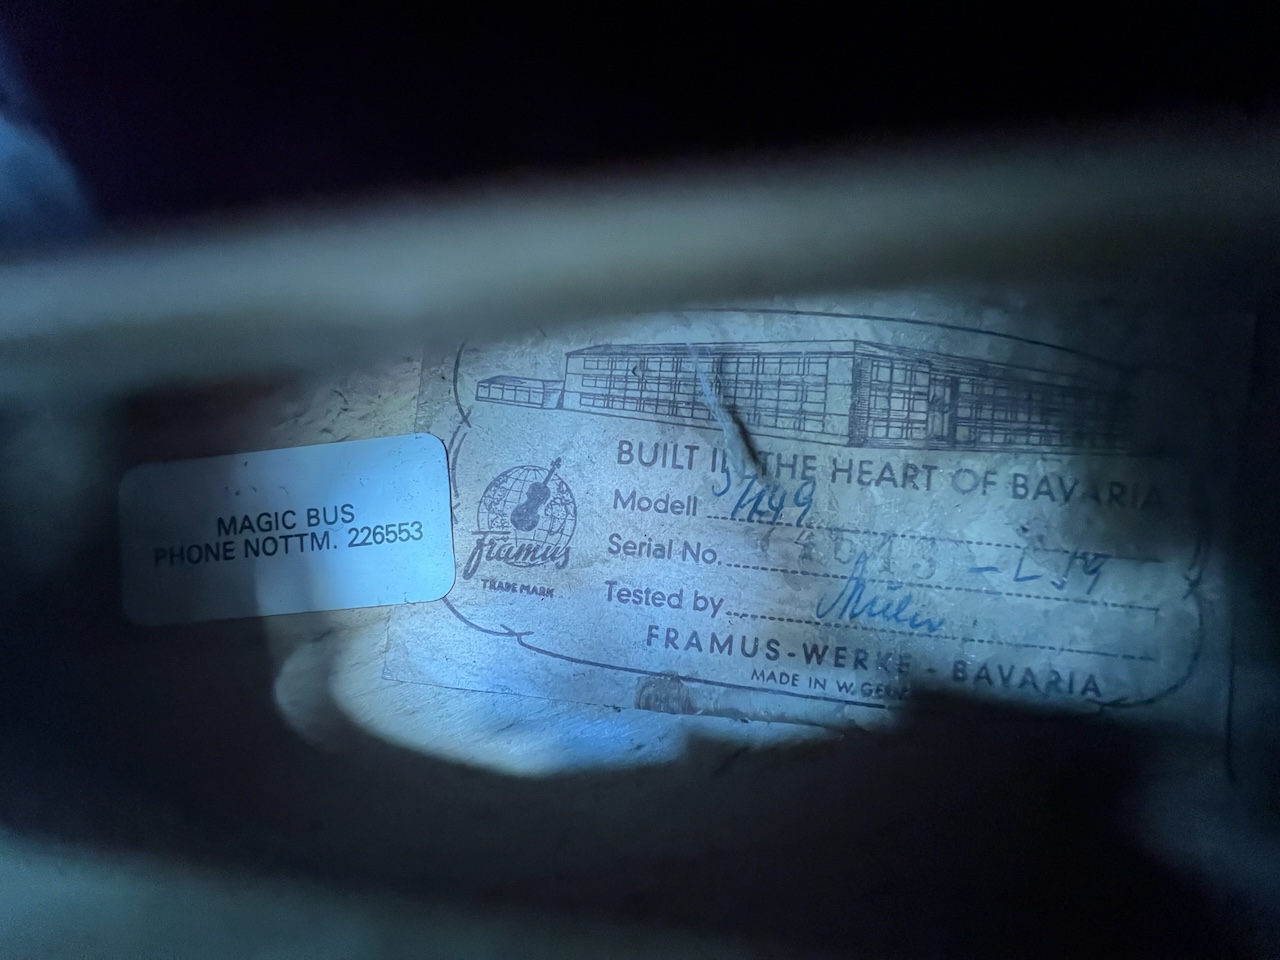 MAGIC BUS
PHONE NOTTM. 226553
BUILT IN THE HEART OF BAVARIA
Modell
Serial No.
Tested by
framus
TRADE MARK
FRAMUS-WERKE - BAVARIA
MADE IN W.